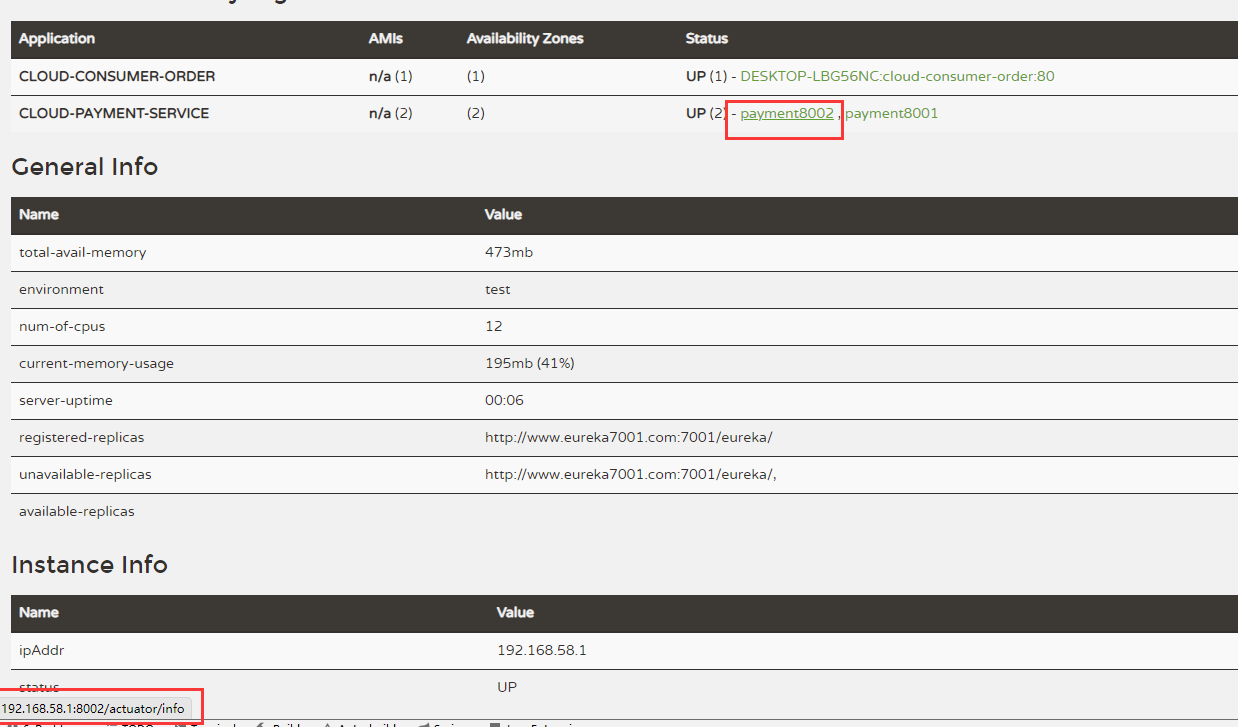 Application AMIs Availability Zones Status
CLOUD-CONSUMER-ORDER n/a (1) (1) UP (1) - DESKTOP-LBG56NC:cloud-consumer-order:80
CLOUD-PAYMENT-SERVICE n/a (2) (2) UP (2) - payment8002 , payment8001
General Info
Name Value
total-avail-memory 473mb
environment test
num-of-cpus 12
current-memory-usage 195mb (41%)
server-uptime 00:06
registered-replicas http://www.eureka7001.com:7001/eureka/
unavailable-replicas http://www.eureka7001.com:7001/eureka/,
available-replicas
Instance Info
Name Value
ipAddr 192.168.58.1
status UP
192.168.58.1:8002/actuator/info